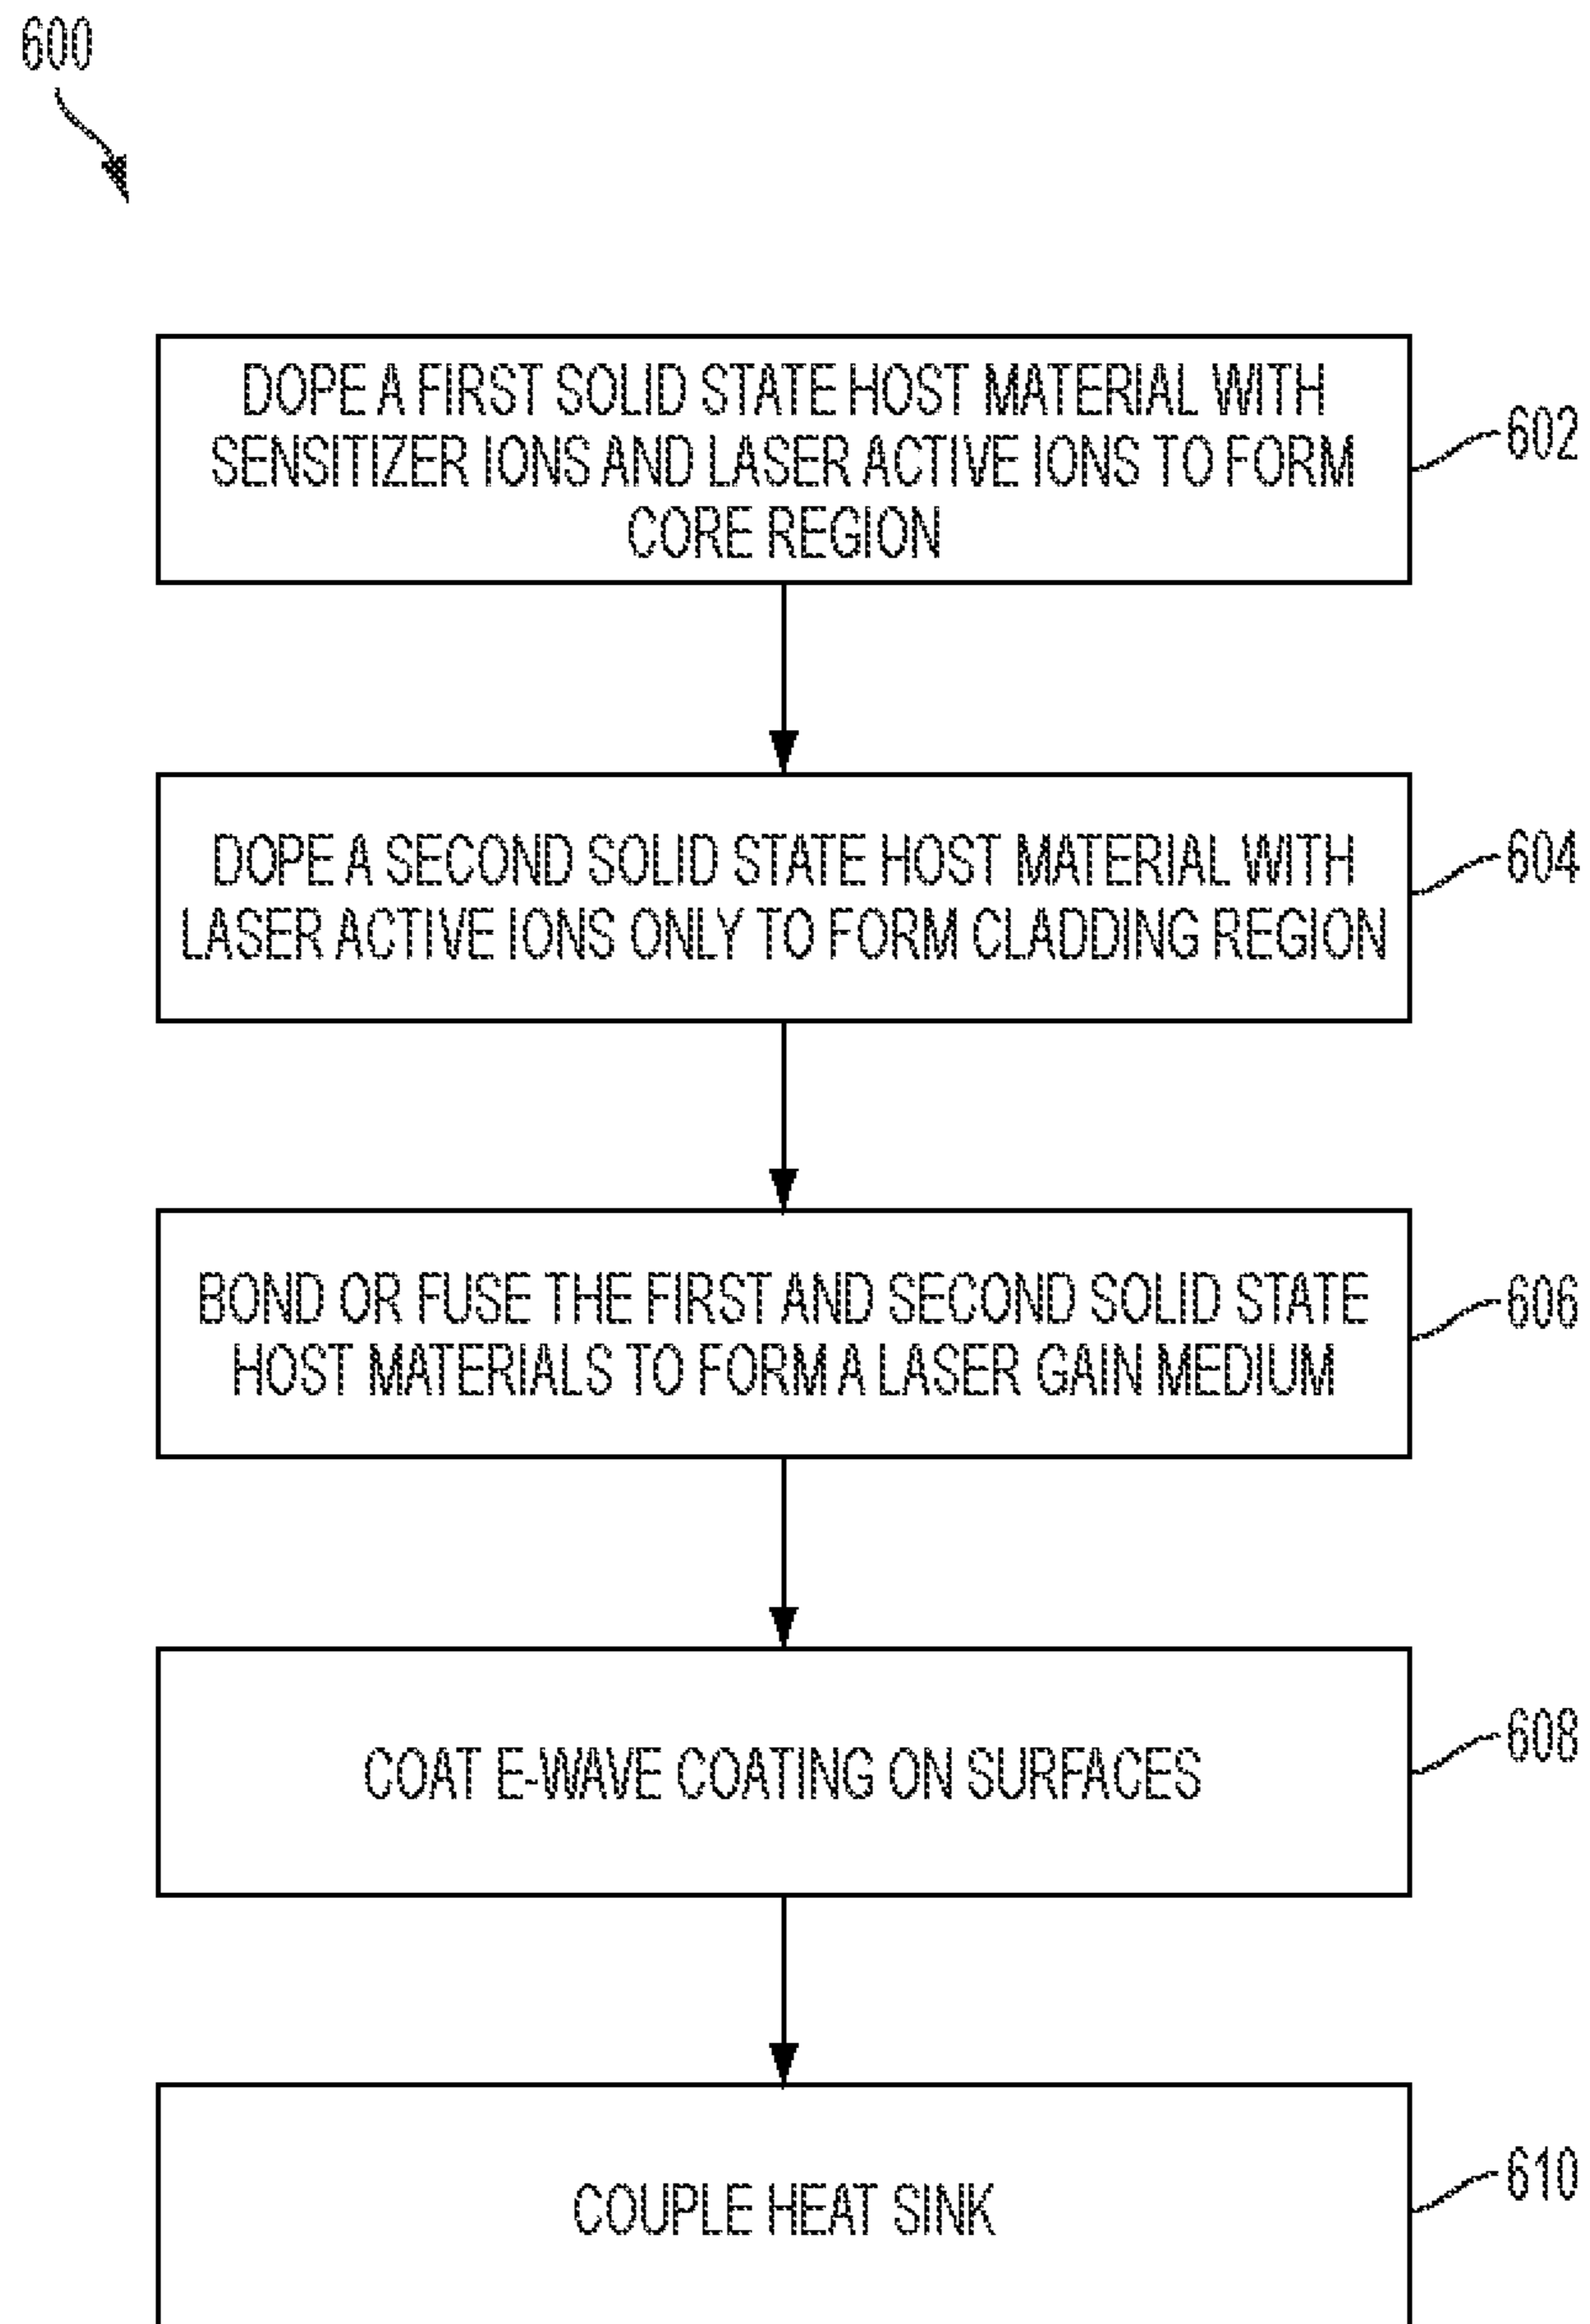 600
DOPE A FIRST SOLID STATE HOST MATERIAL WITH
SENSITIZER IONS AND LASER ACTIVE IONS TO FORM
CORE REGION
602
DOPE A SECOND SOLID STATE HOST MATERIAL WITH
LASER ACTIVE IONS ONLY TO FORM CLADDING REGION
604
BOND OR FUSE THE FIRST AND SECOND SOLID STATE
HOST MATERIALS TO FORM A LASER GAIN MEDIUM
606
COAT E-WAVE COATING ON SURFACES
608
COUPLE HEAT SINK
610